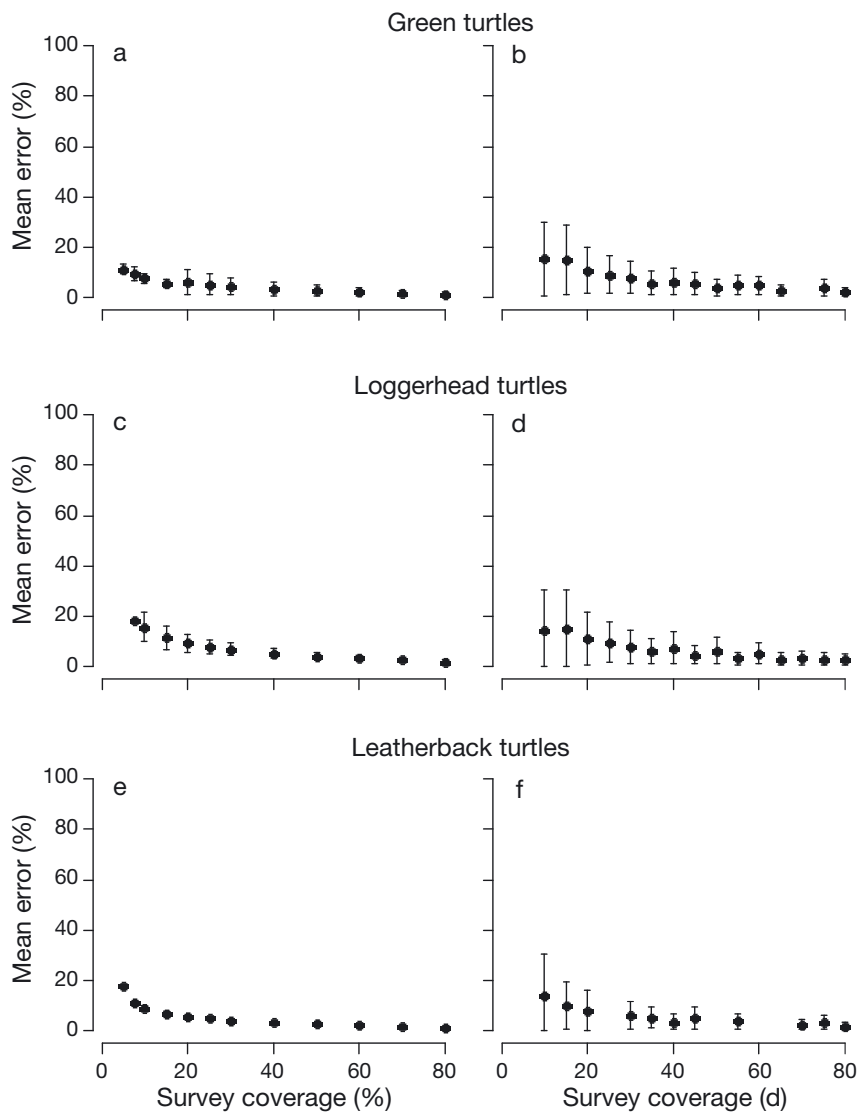 Green turtles
a
b
Mean error (%)
100
80
60
40
20
0
Loggerhead turtles
c
d
Mean error (%)
100
80
60
40
20
0
Leatherback turtles
e
f
Mean error (%)
100
80
60
40
20
0
0 20 40 60 80 0 20 40 60 80
Survey coverage (%) Survey coverage (d)